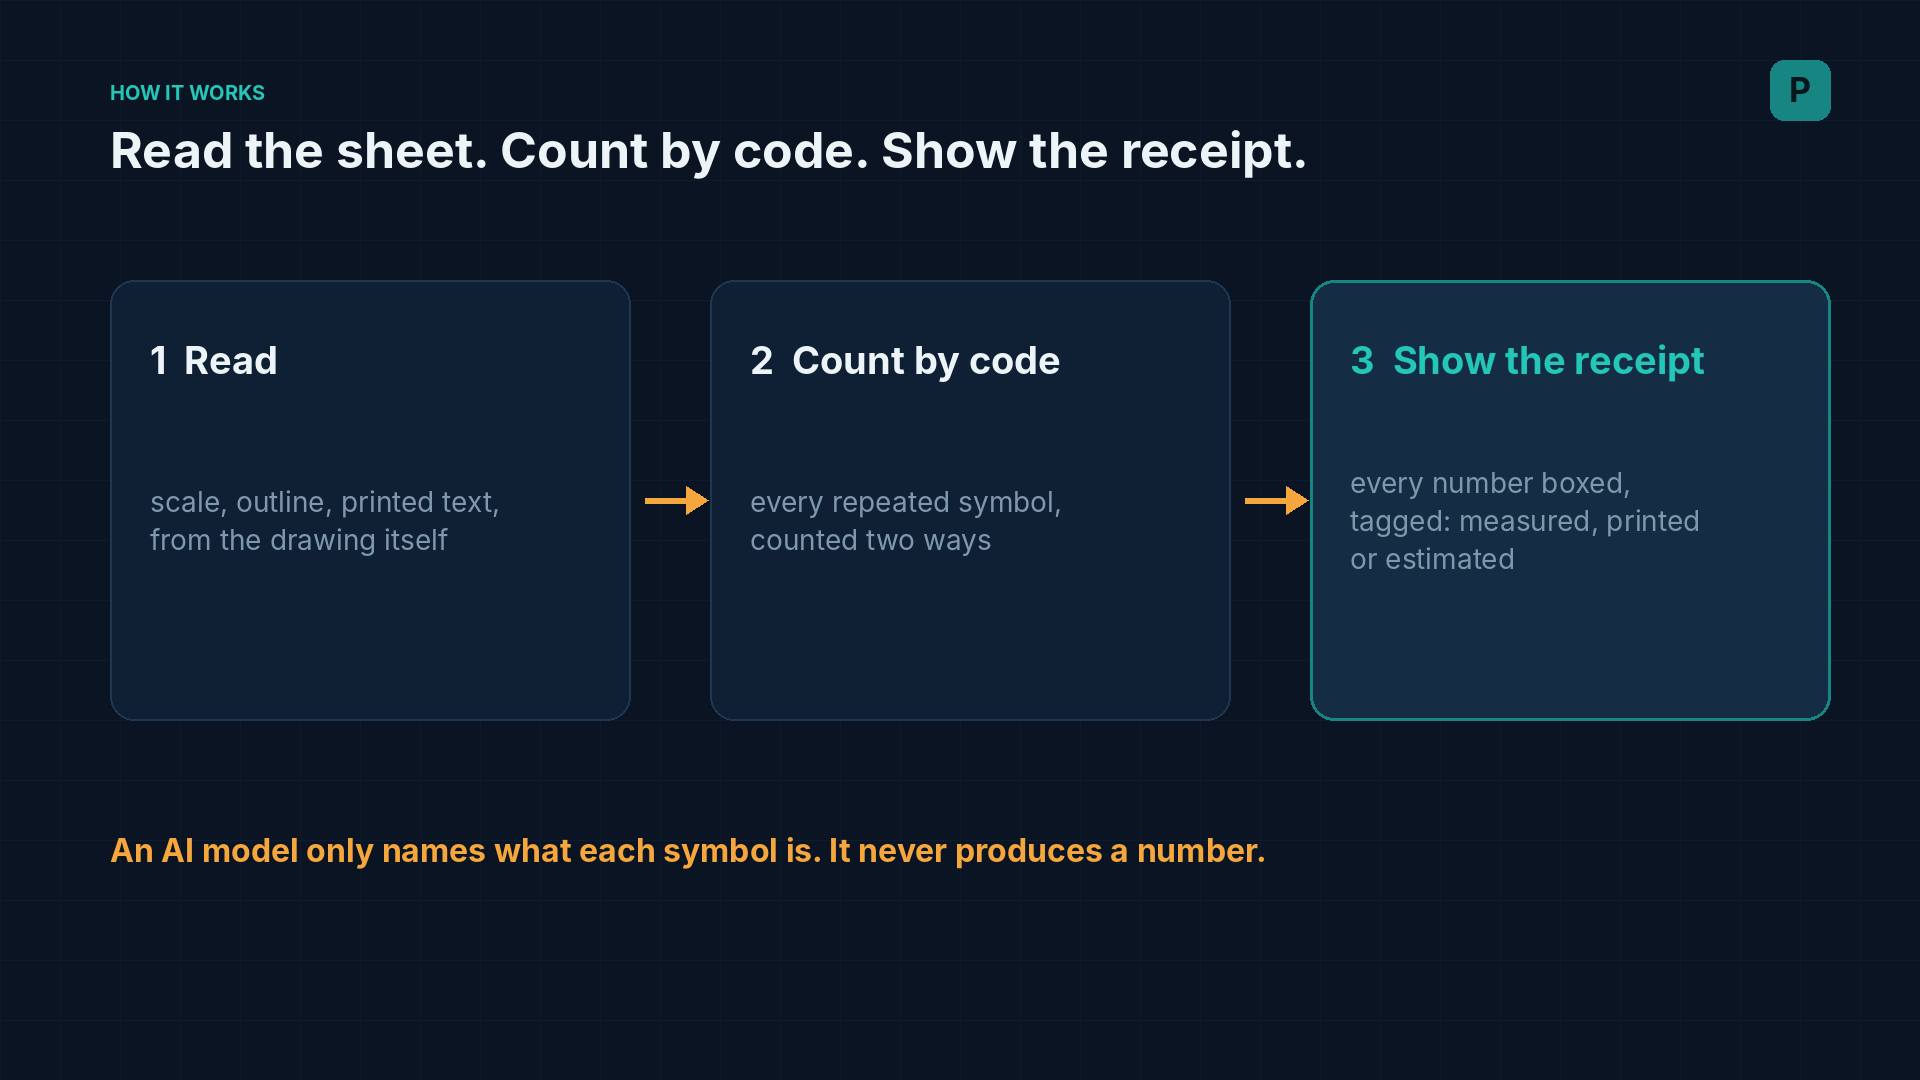 HOW IT WORKS
P
Read the sheet. Count by code. Show the receipt.
1 Read
scale, outline, printed text,
from the drawing itself
2 Count by code
every repeated symbol,
counted two ways
3 Show the receipt
every number boxed,
tagged: measured, printed
or estimated
An AI model only names what each symbol is. It never produces a number.